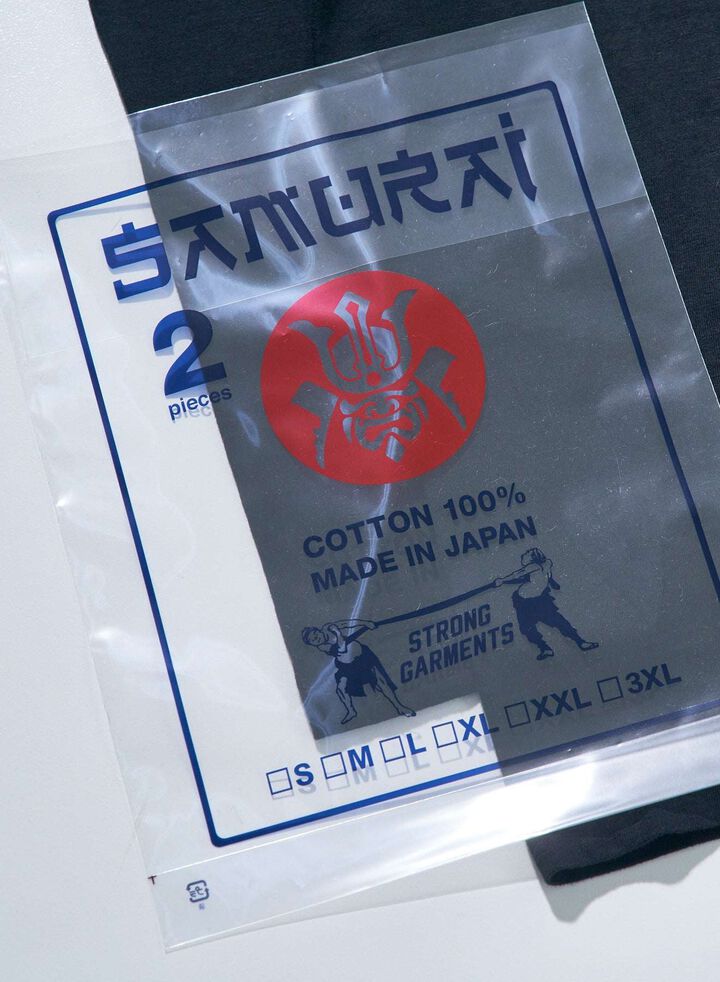 SAMURAI
2
pieces
COTTON 100%
MADE IN JAPAN
STRONG
GARMENTS
□S □M □L □XL □XXL □3XL